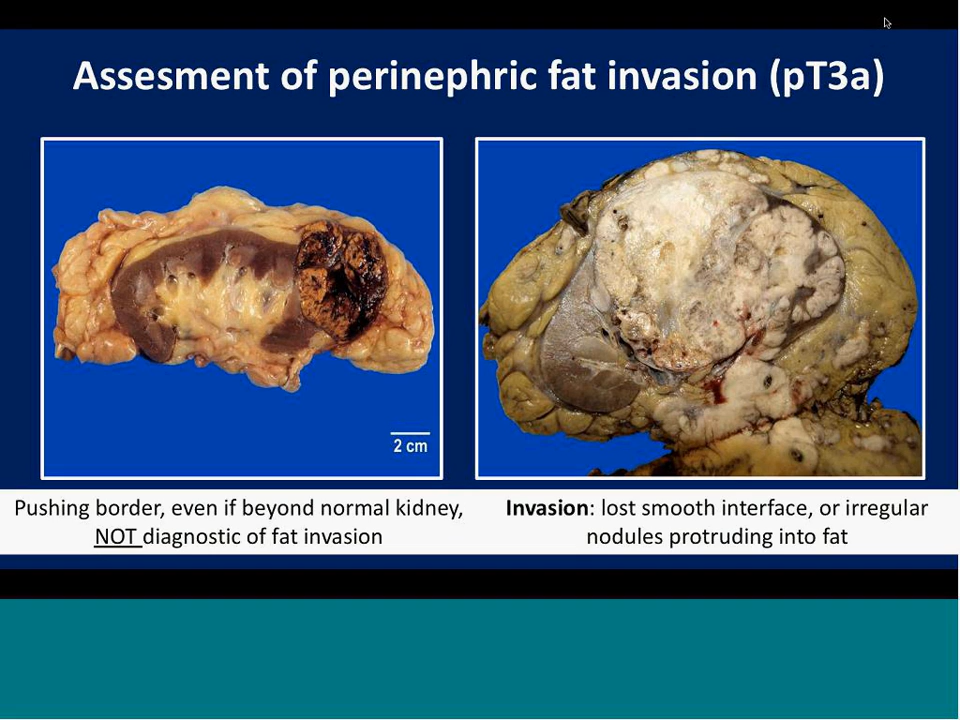 Assesment of perinephric fat invasion (pT3a)
2 cm
Pushing border, even if beyond normal kidney,
NOT diagnostic of fat invasion
Invasion: lost smooth interface, or irregular
nodules protruding into fat